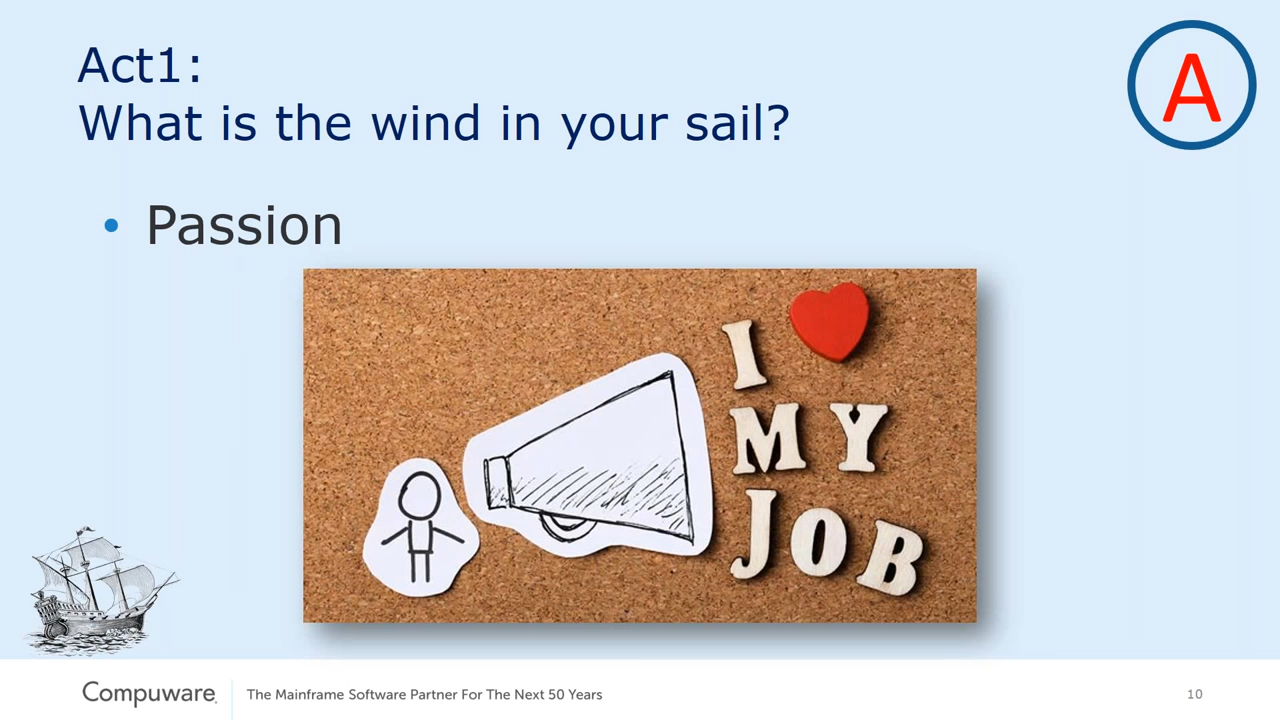 Act1:
What is the wind in your sail?
A
• Passion
I ❤
MY
JOB
Compuware.
The Mainframe Software Partner For The Next 50 Years
10